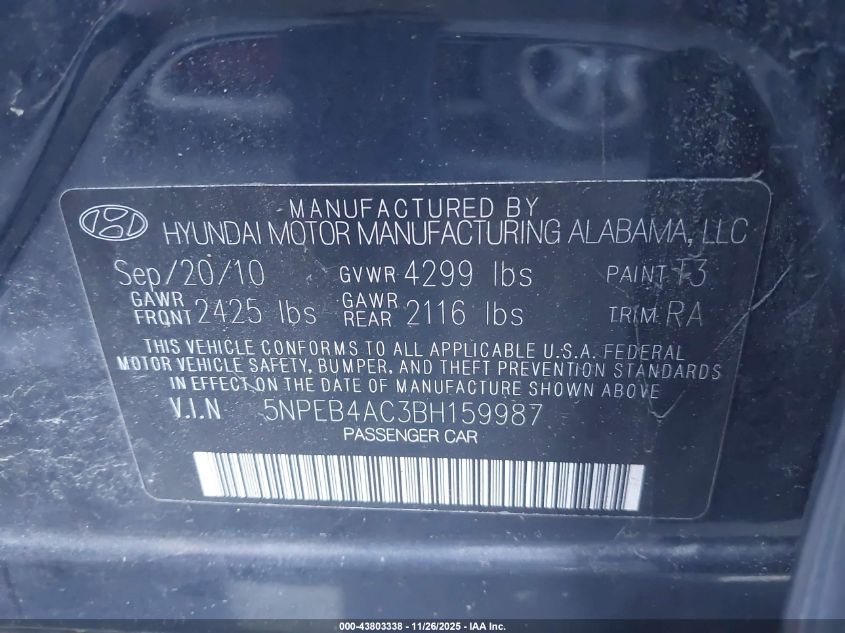 MANUFACTURED BY
HYUNDAI MOTOR MANUFACTURING ALABAMA, LLC
Sep/20/10 GVWR 4299 lbs PAINT T3
GAWR FRONT 2425 lbs GAWR REAR 2116 lbs TRIM RA
THIS VEHICLE CONFORMS TO ALL APPLICABLE U.S.A. FEDERAL
MOTOR VEHICLE SAFETY, BUMPER, AND THEFT PREVENTION STANDARDS
IN EFFECT ON THE DATE OF MANUFACTURE SHOWN ABOVE
V.I.N 5NPEB4AC3BH159987
PASSENGER CAR
000-43803338 - 11/26/2025 - IAA Inc.